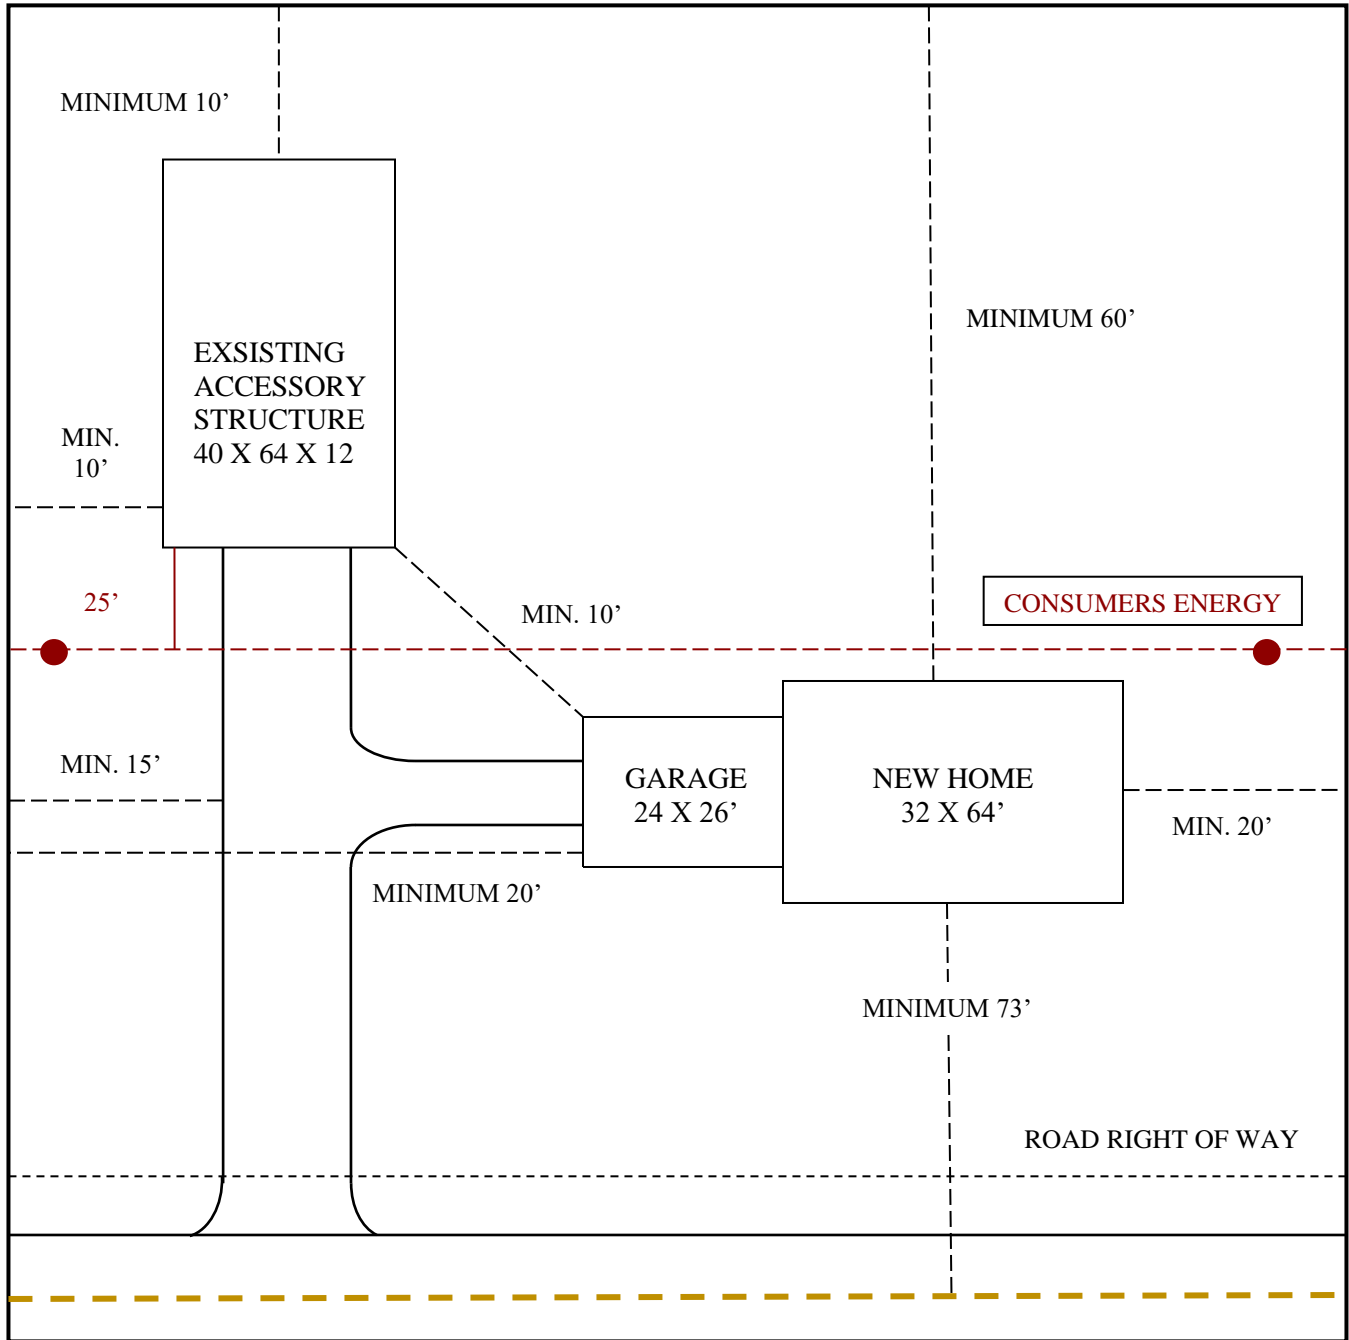 MINIMUM 10’
MINIMUM 60’
EXSISTING
ACCESSORY
STRUCTURE
40 X 64 X 12
MIN.
10’
25’
MIN. 10’
CONSUMERS ENERGY
MIN. 15’
GARAGE
24 X 26’
NEW HOME
32 X 64’
MIN. 20’
MINIMUM 20’
MINIMUM 73’
ROAD RIGHT OF WAY